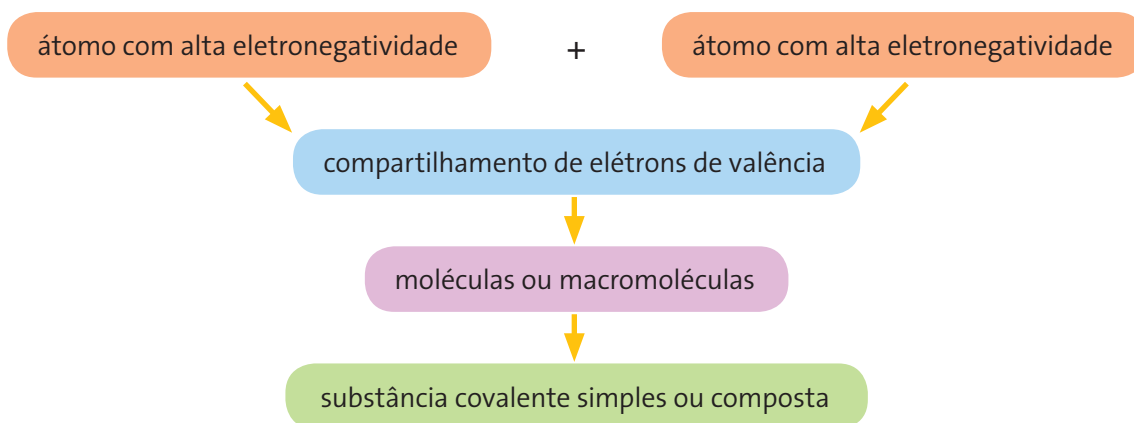 átomo com alta eletronegatividade + átomo com alta eletronegatividade
compartilhamento de elétrons de valência
moléculas ou macromoléculas
substância covalente simples ou composta